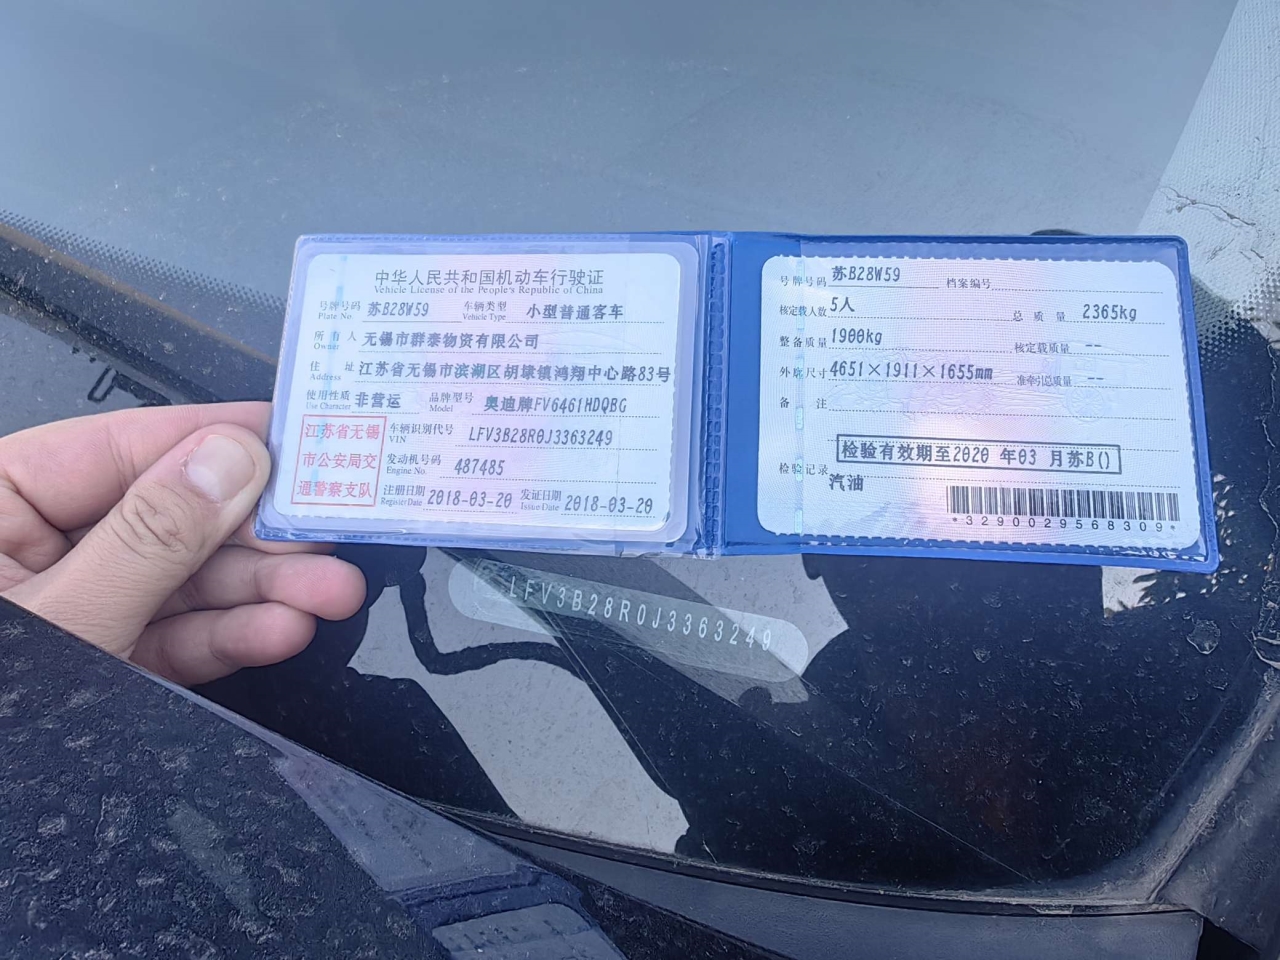 中华人民共和国机动车行驶证
Vehicle License of the People's Republic of China
号牌号码 苏B28W59 车辆类型 小型普通客车
Plate No. Vehicle Type
所有人 无锡市群泰物资有限公司
Owner
住址 江苏省无锡市滨湖区胡埭镇鸿翔中心路83号
Address
使用性质 非营运 品牌型号 奥迪牌FV6461HDQBG
Use Character Model
江苏省无锡
市公安局交
通警察支队
车辆识别代号 LFV3B28R0J3363249
VIN
发动机号码 487485
Engine No.
注册日期 2018-03-20 发证日期 2018-03-20
Register Date Issue Date
号牌号码 苏B28W59 档案编号
核定载人数 5人 总质量 2365kg
整备质量 1900kg 核定载质量 --
外廓尺寸 4651×1911×1655mm 准牵引总质量 --
备注
检验有效期至2020 年03 月苏B()
检验记录
汽油
*3290029568309*
LFV3B28R0J3363249